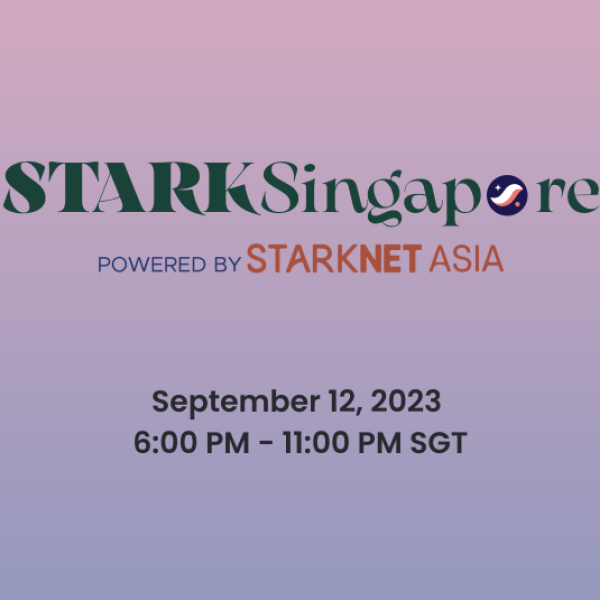 STARKSingapore
POWERED BY STARKNET ASIA
September 12, 2023
6:00 PM - 11:00 PM SGT